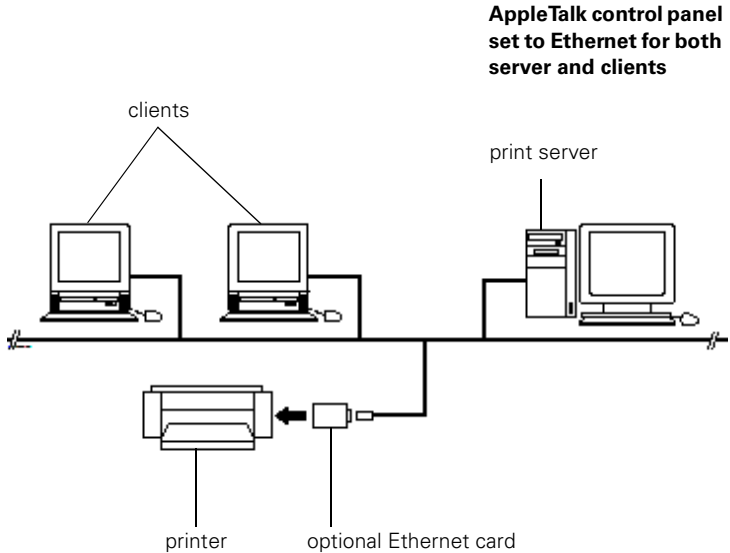 AppleTalk control panel
set to Ethernet for both
server and clients
clients
print server
printer
optional Ethernet card